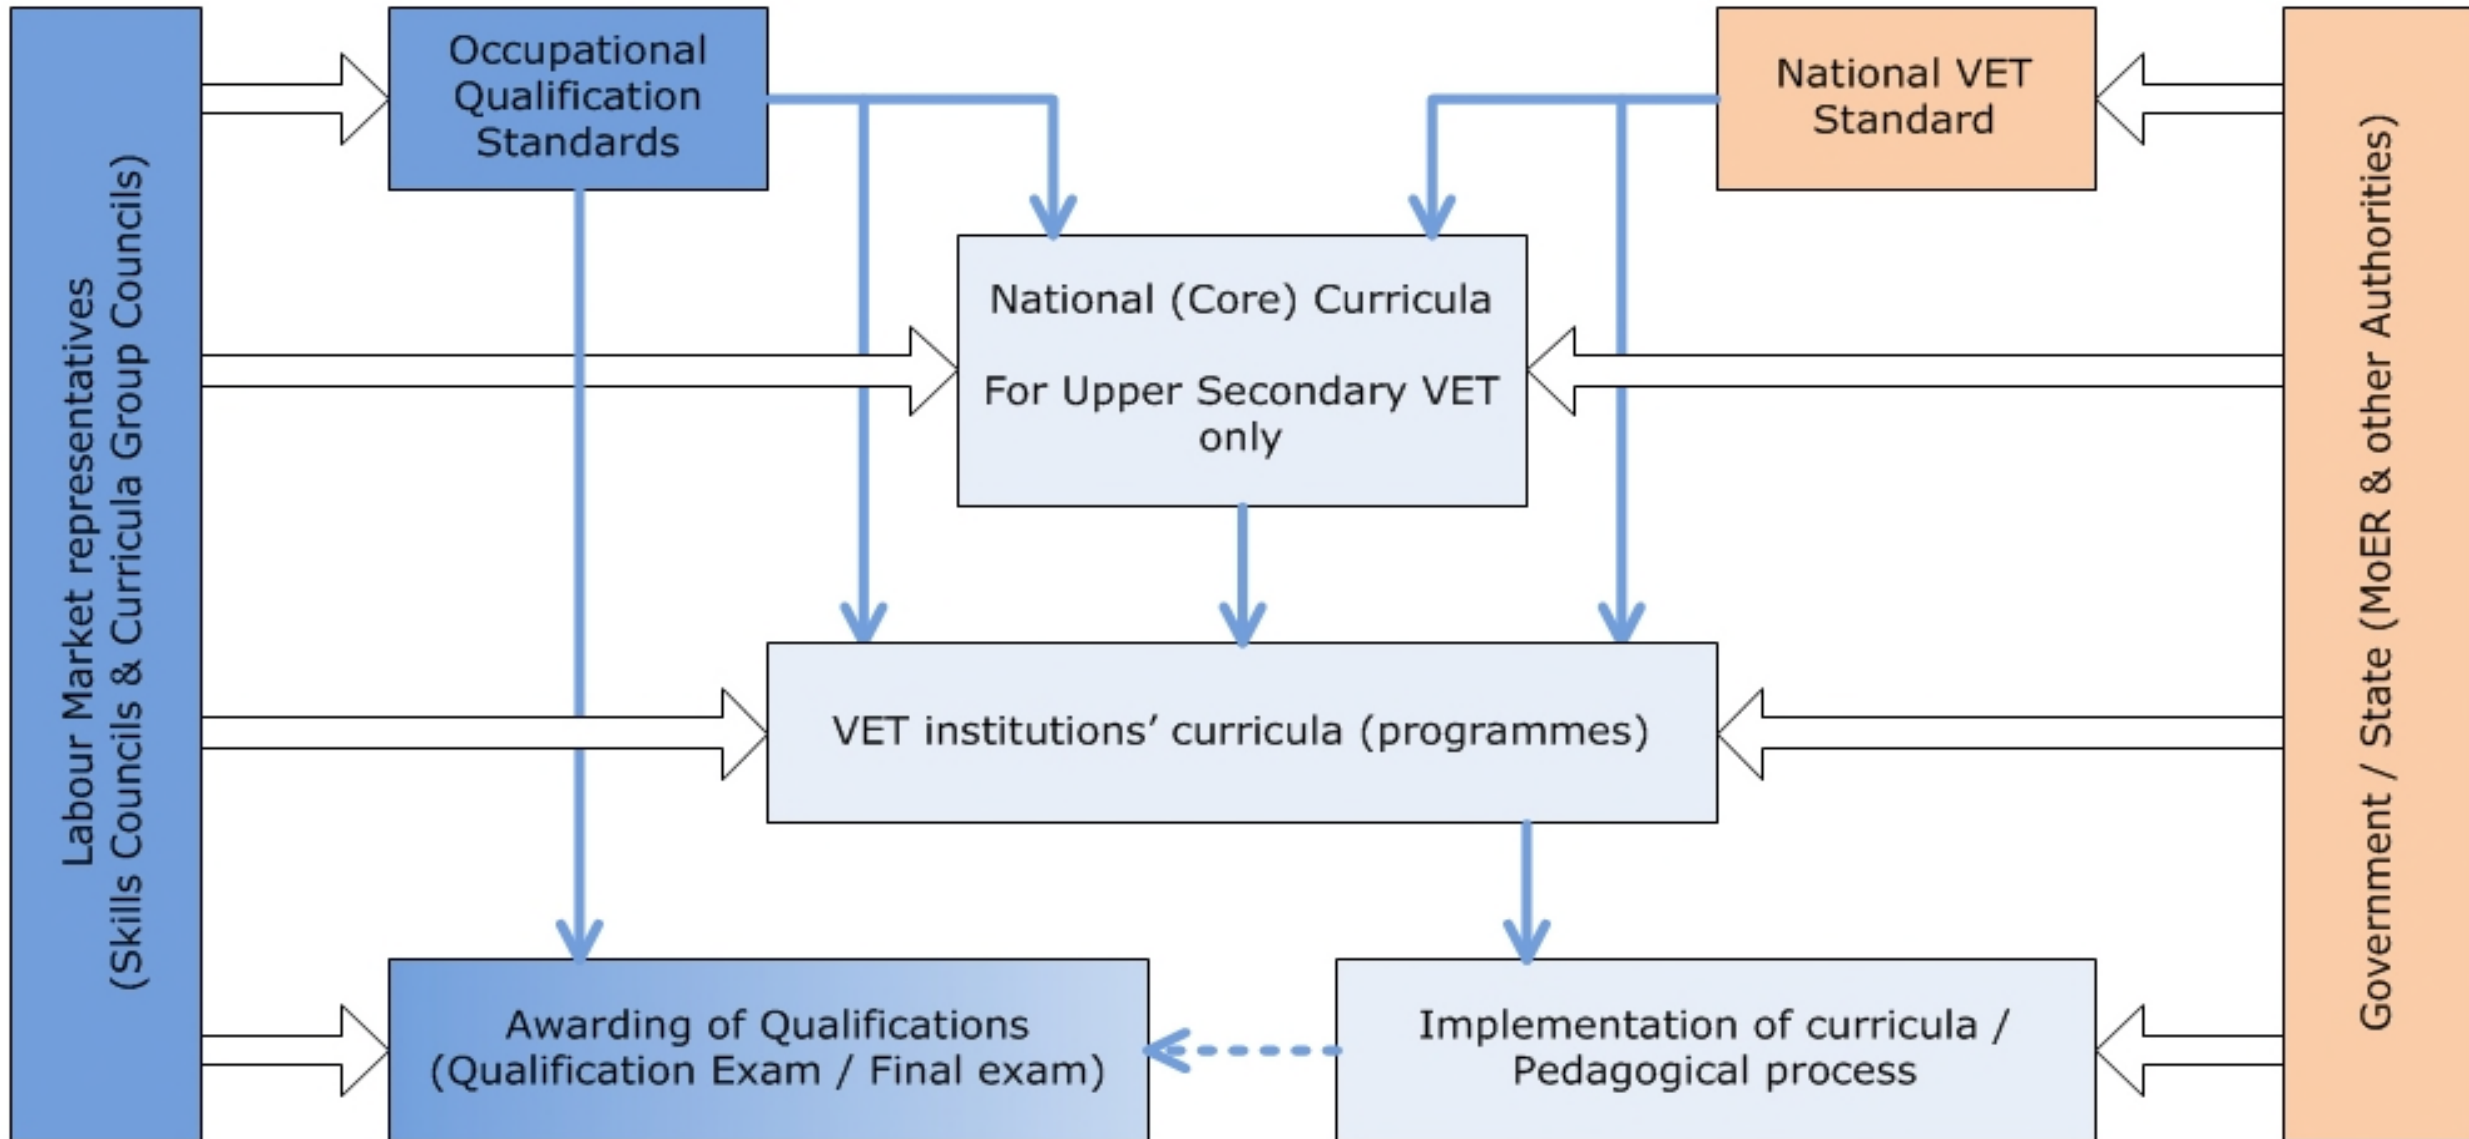 Labour Market representatives
(Skills Councils & Curricula Group Councils)
Occupational
Qualification
Standards
National VET
Standard
Government / State (MoER & other Authorities)
National (Core) Curricula
For Upper Secondary VET
only
VET institutions’ curricula (programmes)
Awarding of Qualifications
(Qualification Exam / Final exam)
Implementation of curricula /
Pedagogical process